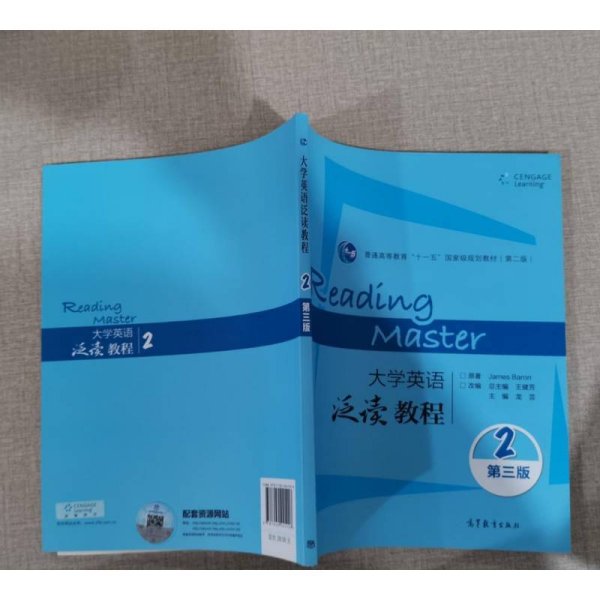 CENGAGE
Learning
普通高等教育“十一五”国家级规划教材(第二版)
Reading
Master
大学英语
泛读教程
原著 James Baron
改编 总主编 王健芳
主编 龙芸
2
第三版
高等教育出版社
大学英语泛读教程
2
第三版
Reading
Master
大学英语
泛读教程 2
CENGAGE
Learning
配套资源网站